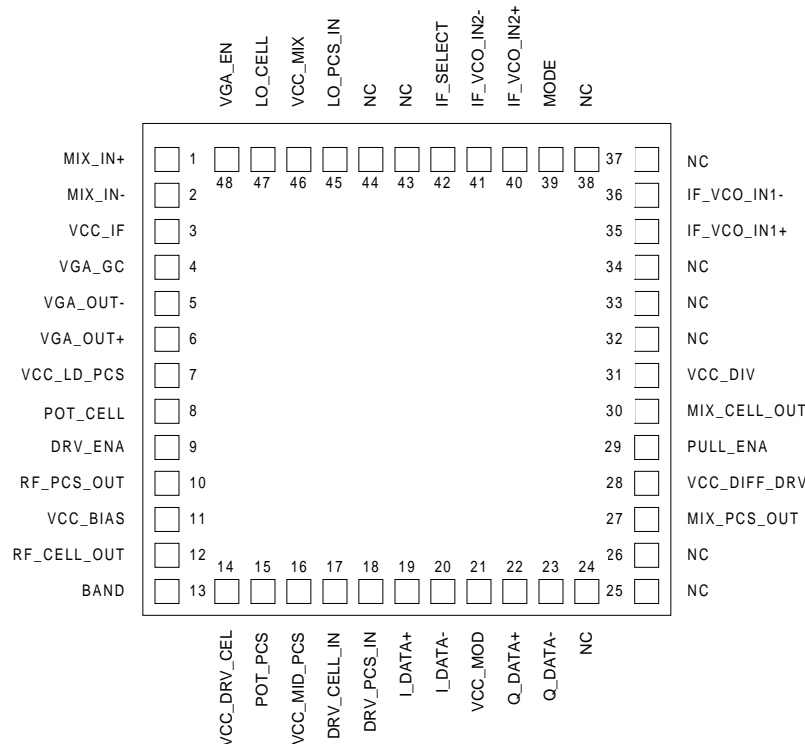 VGA_EN
LO_CELL
VCC_MIX
LO_PCS_IN
NC
NC
IF_SELECT
IF_VCO_IN2-
IF_VCO_IN2+
MODE
NC
48
47
46
45
44
43
42
41
40
39
38
MIX_IN+ 1
MIX_IN- 2
VCC_IF 3
VGA_GC 4
VGA_OUT- 5
VGA_OUT+ 6
VCC_LD_PCS 7
POT_CELL 8
DRV_ENA 9
RF_PCS_OUT 10
VCC_BIAS 11
RF_CELL_OUT 12
BAND 13
37 NC
36 IF_VCO_IN1-
35 IF_VCO_IN1+
34 NC
33 NC
32 NC
31 VCC_DIV
30 MIX_CELL_OUT
29 PULL_ENA
28 VCC_DIFF_DRV
27 MIX_PCS_OUT
26 NC
25 NC
14
15
16
17
18
19
20
21
22
23
24
VCC_DRV_CEL
POT_PCS
VCC_MID_PCS
DRV_CELL_IN
DRV_PCS_IN
I_DATA+
I_DATA-
VCC_MOD
Q_DATA+
Q_DATA-
NC